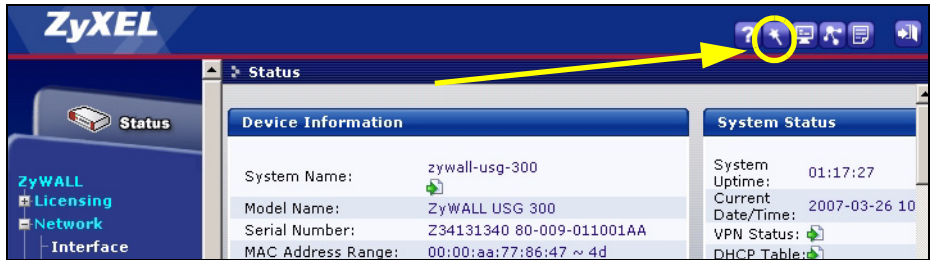 ZyXEL
?
Status
Status
ZyWALL
Licensing
Network
Interface
Device Information
System Name: zywall-usg-300
Model Name: ZyWALL USG 300
Serial Number: Z34131340 80-009-011001AA
MAC Address Range: 00:00:aa:77:86:47 ~ 4d
System Status
System Uptime: 01:17:27
Current Date/Time: 2007-03-26 10
VPN Status:
DHCP Table: